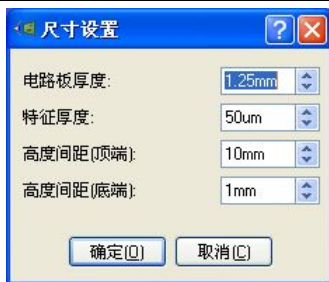 尺寸设置
电路板厚度: 1.25mm
特征厚度: 50um
高度间距(顶端): 10mm
高度间距(底端): 1mm
确定(O) 取消(C)